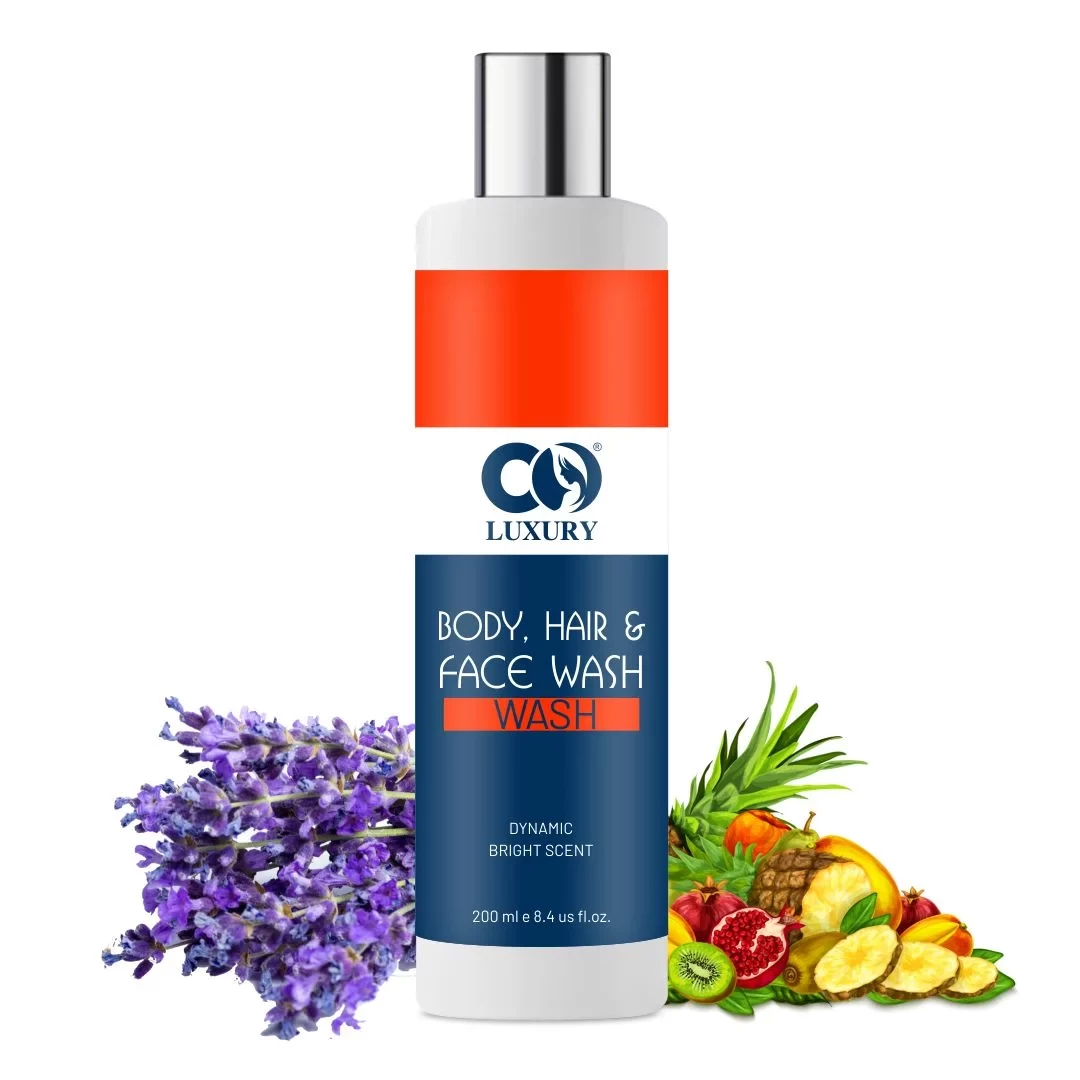 CO®
LUXURY
BODY, HAIR &
FACE WASH
WASH
DYNAMIC
BRIGHT SCENT
200 ml e 8.4 us fl.oz.